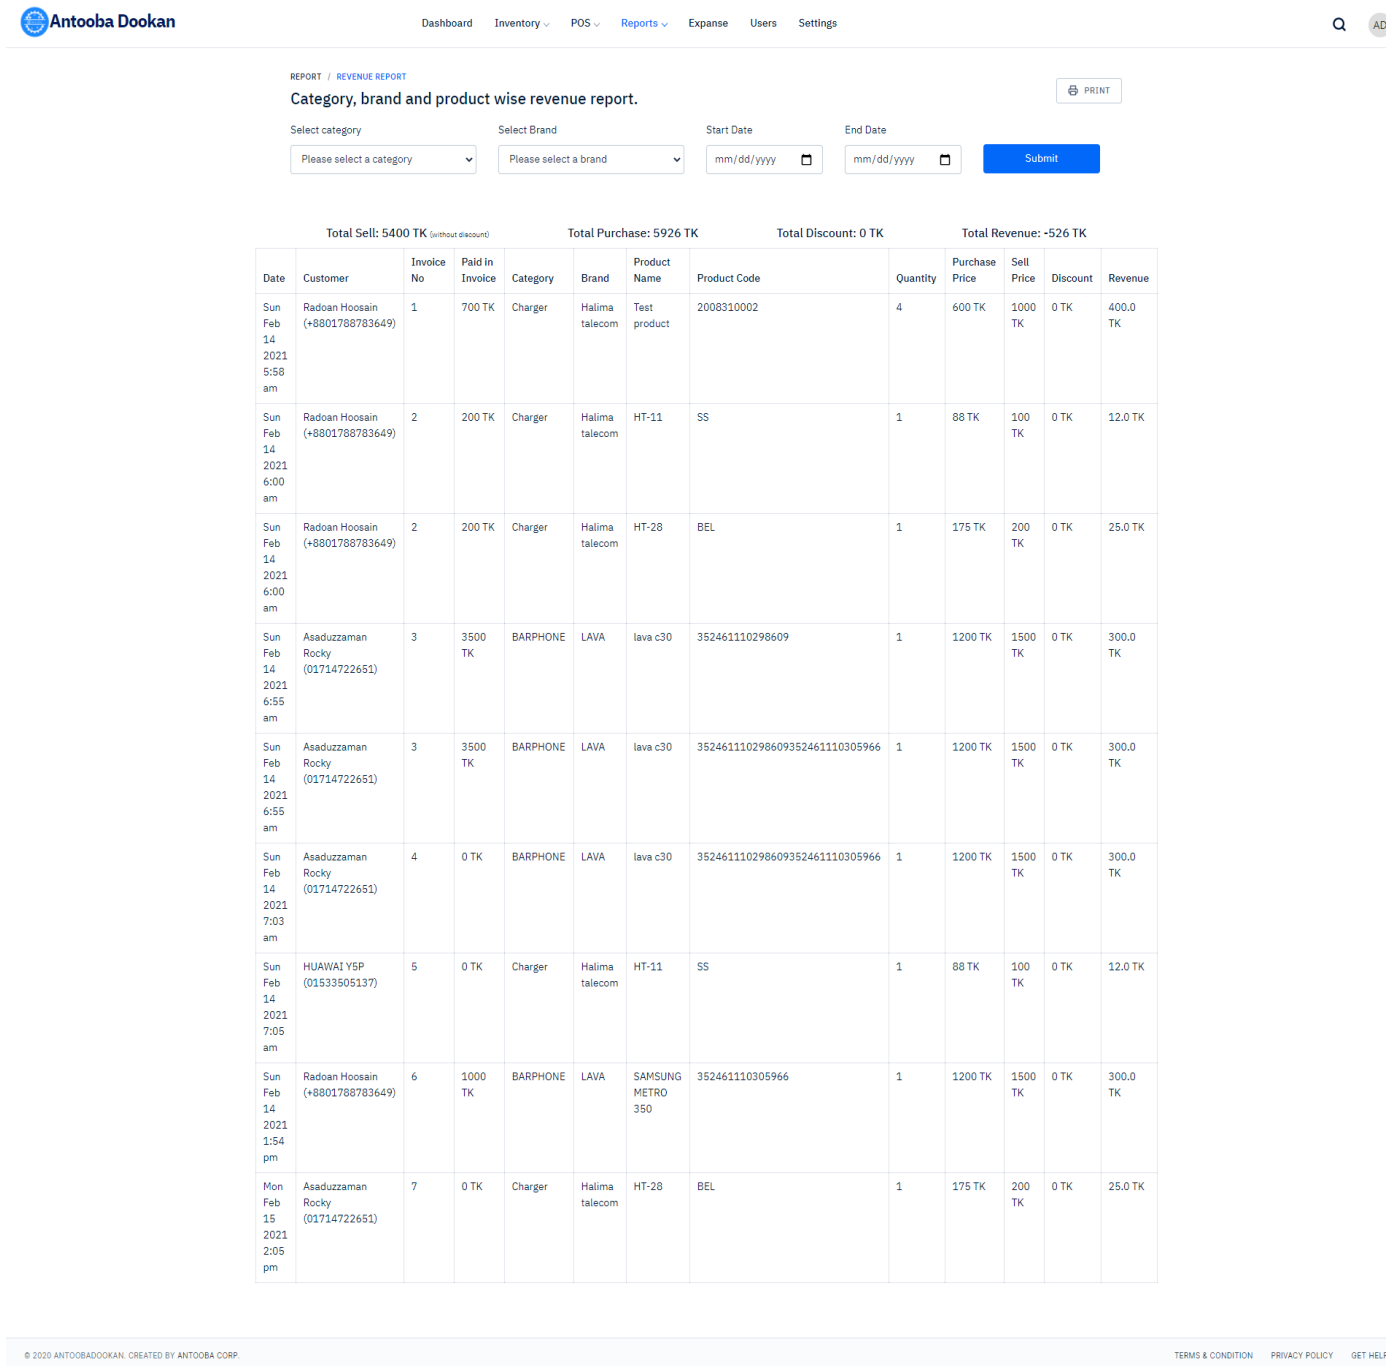 Antooba Dookan
Dashboard Inventory POS Reports Expanse Users Settings
AD
REPORT / REVENUE REPORT
Category, brand and product wise revenue report.
PRINT
Select category Select Brand Start Date End Date
Please select a category Please select a brand mm/dd/yyyy mm/dd/yyyy Submit
Total Sell: 5400 TK (without discount) Total Purchase: 5926 TK Total Discount: 0 TK Total Revenue: -526 TK
Invoice Paid in Product Purchase Sell
Date Customer No Invoice Category Brand Name Product Code Quantity Price Price Discount Revenue
Sun Radoan Hoosain 1 700 TK Charger Halima Test 2008310002 4 600 TK 1000 0 TK 400.0
Feb (+8801788783649) talecom product TK TK
14
2021
5:58
am
Sun Radoan Hoosain 2 200 TK Charger Halima HT-11 SS 1 88 TK 100 0 TK 12.0 TK
Feb (+8801788783649) talecom TK
14
2021
6:00
am
Sun Radoan Hoosain 2 200 TK Charger Halima HT-28 BEL 1 175 TK 200 0 TK 25.0 TK
Feb (+8801788783649) talecom TK
14
2021
6:00
am
Sun Asaduzzaman 3 3500 BARPHONE LAVA lava c30 352461110298609 1 1200 TK 1500 0 TK 300.0
Feb Rocky TK TK TK
14 (01714722651)
2021
6:55
am
Sun Asaduzzaman 3 3500 BARPHONE LAVA lava c30 352461110298609352461110305966 1 1200 TK 1500 0 TK 300.0
Feb Rocky TK TK TK
14 (01714722651)
2021
6:55
am
Sun Asaduzzaman 4 0 TK BARPHONE LAVA lava c30 352461110298609352461110305966 1 1200 TK 1500 0 TK 300.0
Feb Rocky TK TK
14 (01714722651)
2021
7:03
am
Sun HUAWAI Y5P 5 0 TK Charger Halima HT-11 SS 1 88 TK 100 0 TK 12.0 TK
Feb (01533505137) talecom TK
14
2021
7:05
am
Sun Radoan Hoosain 6 1000 BARPHONE LAVA SAMSUNG 352461110305966 1 1200 TK 1500 0 TK 300.0
Feb (+8801788783649) TK METRO TK TK
14 350
2021
1:54
pm
Mon Asaduzzaman 7 0 TK Charger Halima HT-28 BEL 1 175 TK 200 0 TK 25.0 TK
Feb Rocky talecom TK
15 (01714722651)
2021
2:05
pm
© 2020 ANTOOBADOOKAN. CREATED BY ANTOOBA CORP. TERMS & CONDITION PRIVACY POLICY GET HELP